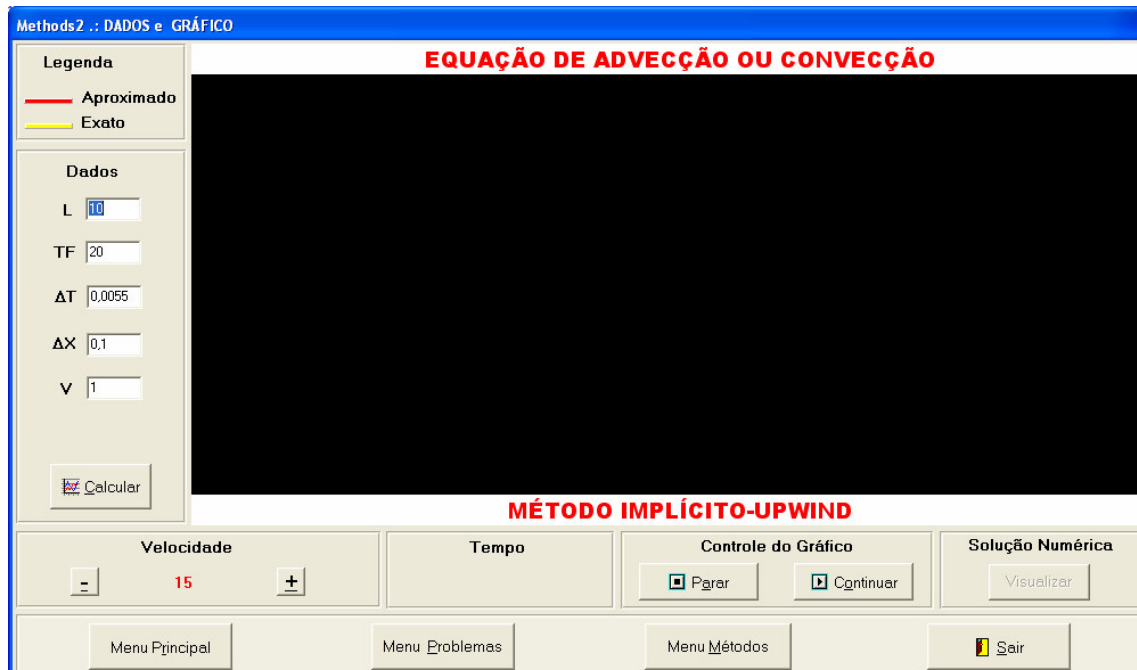 Methods2 .: DADOS e GRÁFICO
Legenda
Aproximado
Exato
EQUAÇÃO DE ADVECÇÃO OU CONVECÇÃO
Dados
L 10
TF 20
ΔT 0,0055
ΔX 0,1
V 1
Calcular
MÉTODO IMPLÍCITO-UPWIND
Velocidade
- 15 +
Tempo
Controle do Gráfico
Parar Continuar
Solução Numérica
Visualizar
Menu Principal Menu Problemas Menu Métodos Sair